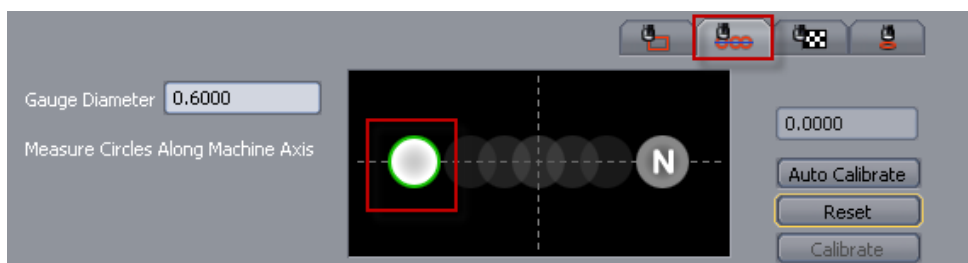 Gauge Diameter 0.6000
Measure Circles Along Machine Axis
N
0.0000
Auto Calibrate
Reset
Calibrate